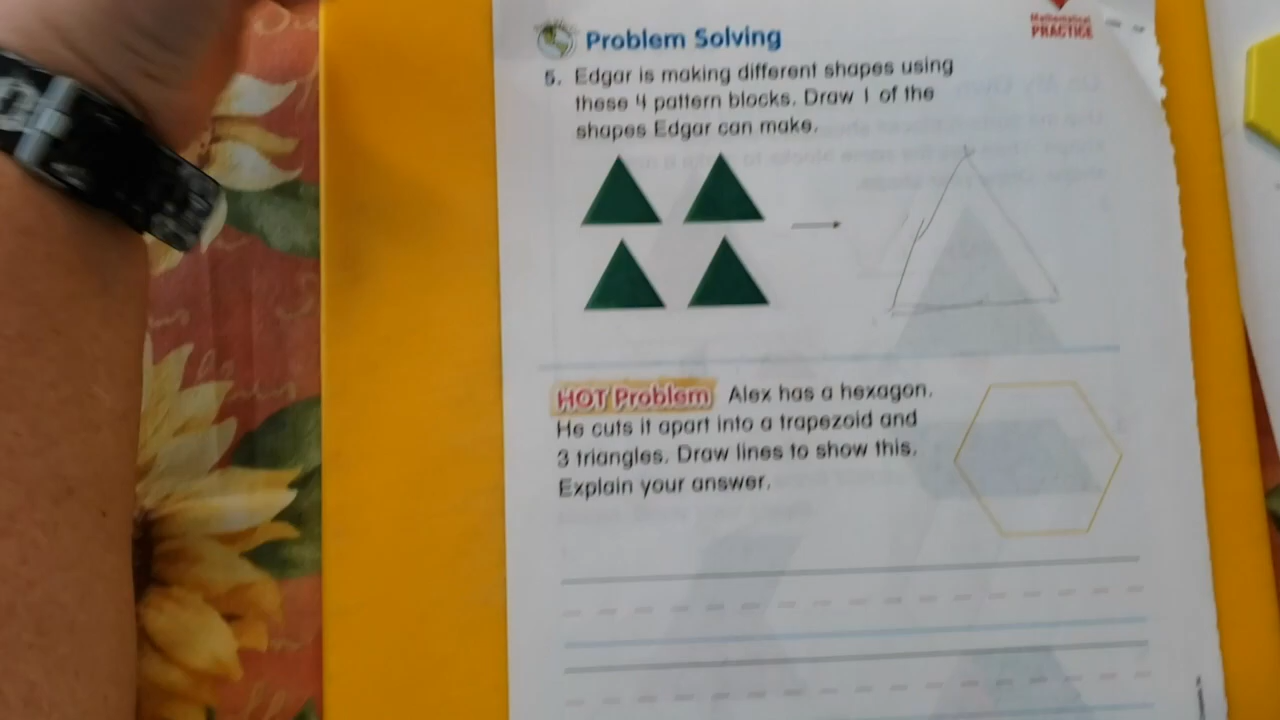 Problem Solving
Mathematical
PRACTICE
5. Edgar is making different shapes using
these 4 pattern blocks. Draw 1 of the
shapes Edgar can make.
HOT Problem Alex has a hexagon.
He cuts it apart into a trapezoid and
3 triangles. Draw lines to show this.
Explain your answer.